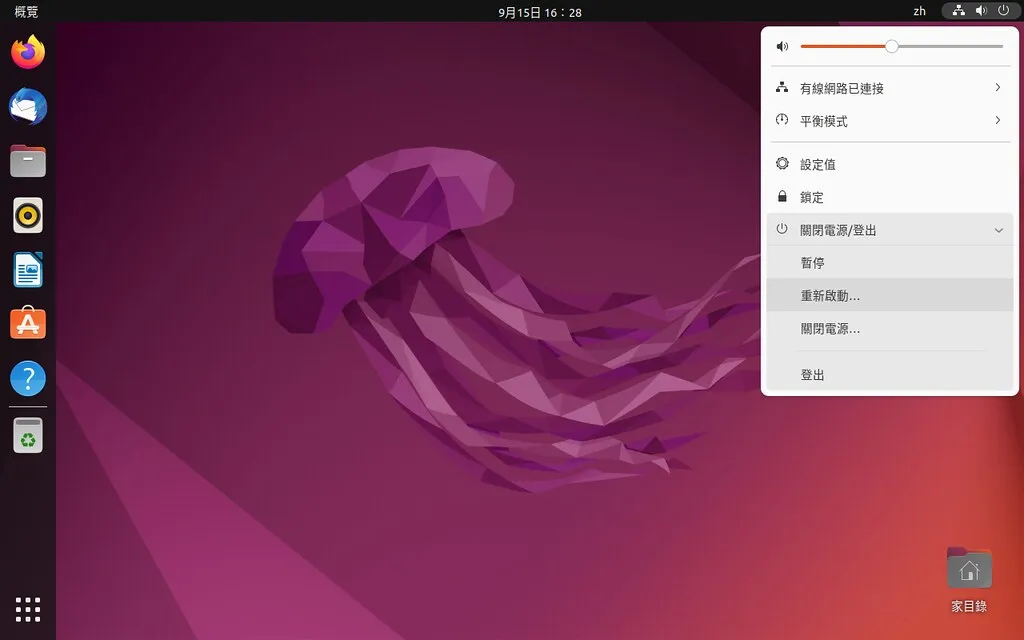 概覽
9月15日 16：28
zh
有線網路已連接
平衡模式
設定值
鎖定
關閉電源/登出
暫停
重新啟動...
關閉電源...
登出
家目錄